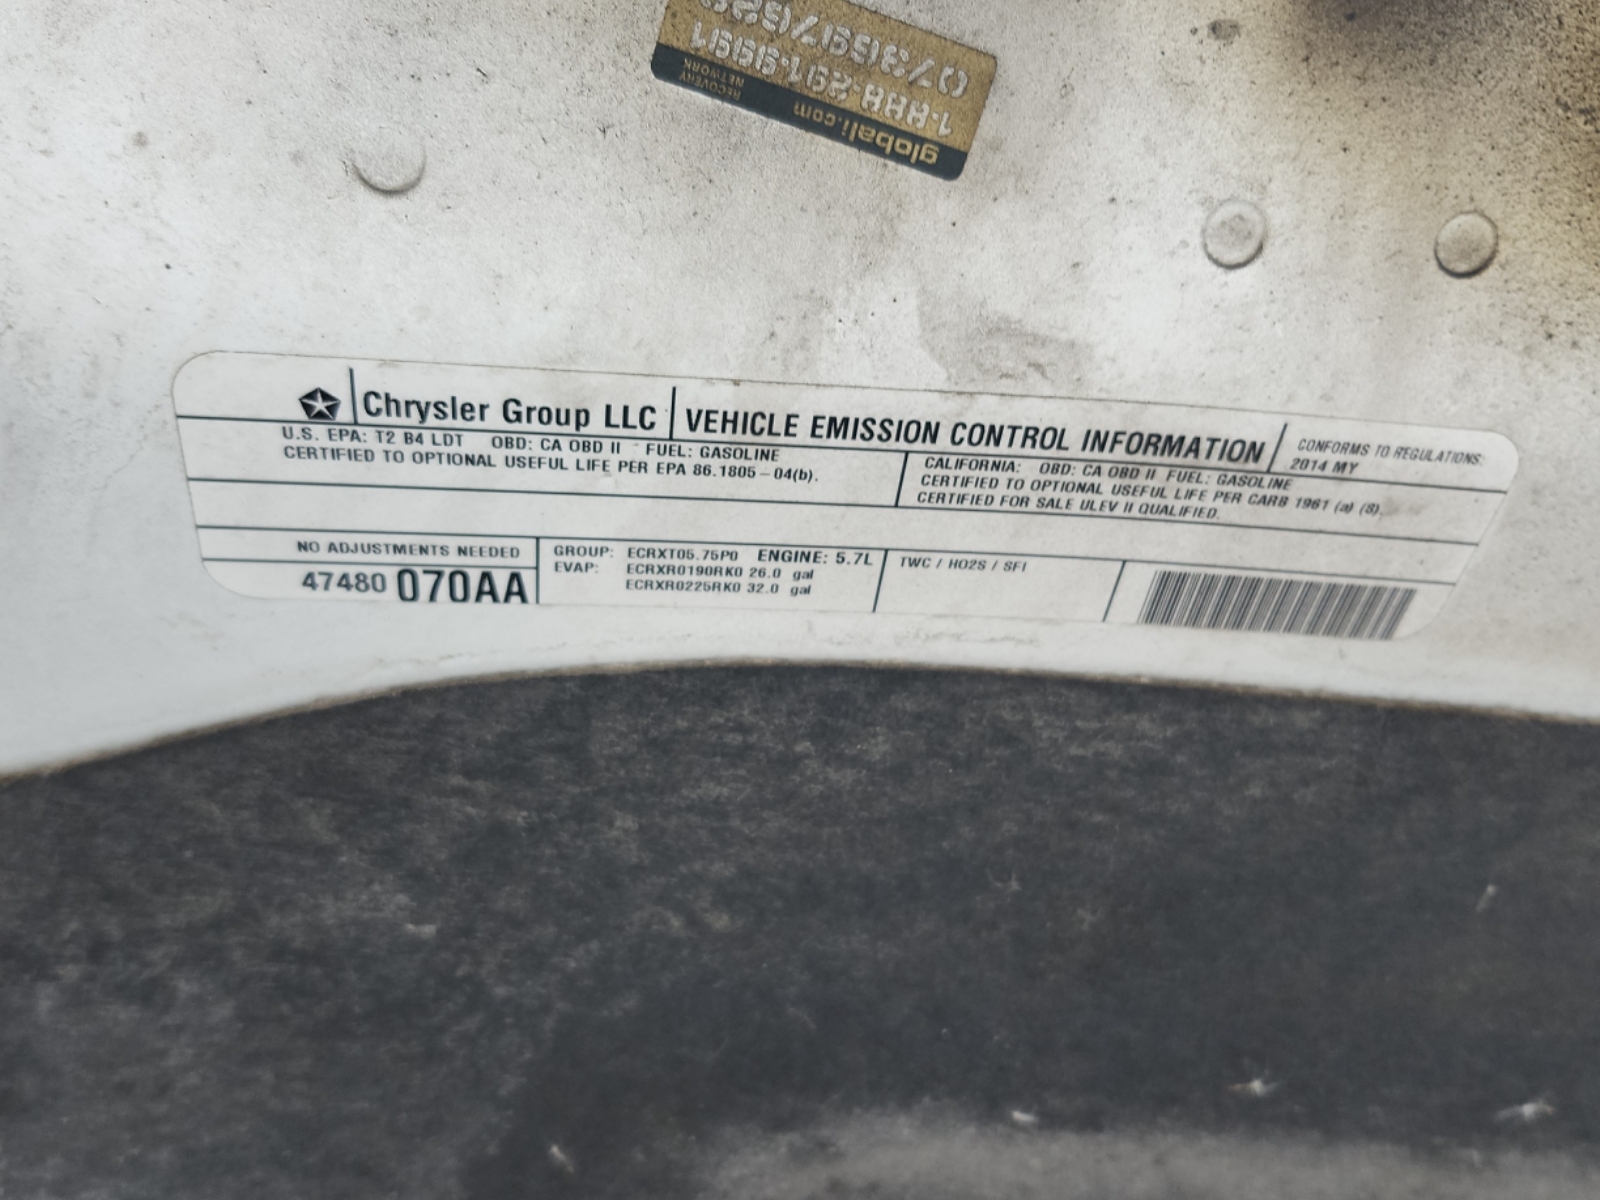 073697628
1-888-291-9991
RECOVERY
NETWORK
globali.com
Chrysler Group LLC
VEHICLE EMISSION CONTROL INFORMATION
CONFORMS TO REGULATIONS:
2014 MY
U.S. EPA: T2 B4 LDT OBD: CA OBD II FUEL: GASOLINE
CERTIFIED TO OPTIONAL USEFUL LIFE PER EPA 86.1805-04(b).
CALIFORNIA: OBD: CA OBD II FUEL: GASOLINE
CERTIFIED TO OPTIONAL USEFUL LIFE PER CARB 1961 (a) (8).
CERTIFIED FOR SALE ULEV II QUALIFIED.
NO ADJUSTMENTS NEEDED
47480 070AA
GROUP: ECRXT05.75P0 ENGINE: 5.7L
EVAP: ECRXR0190RK0 26.0 gal
ECRXR0225RK0 32.0 gal
TWC / HO2S / SFI